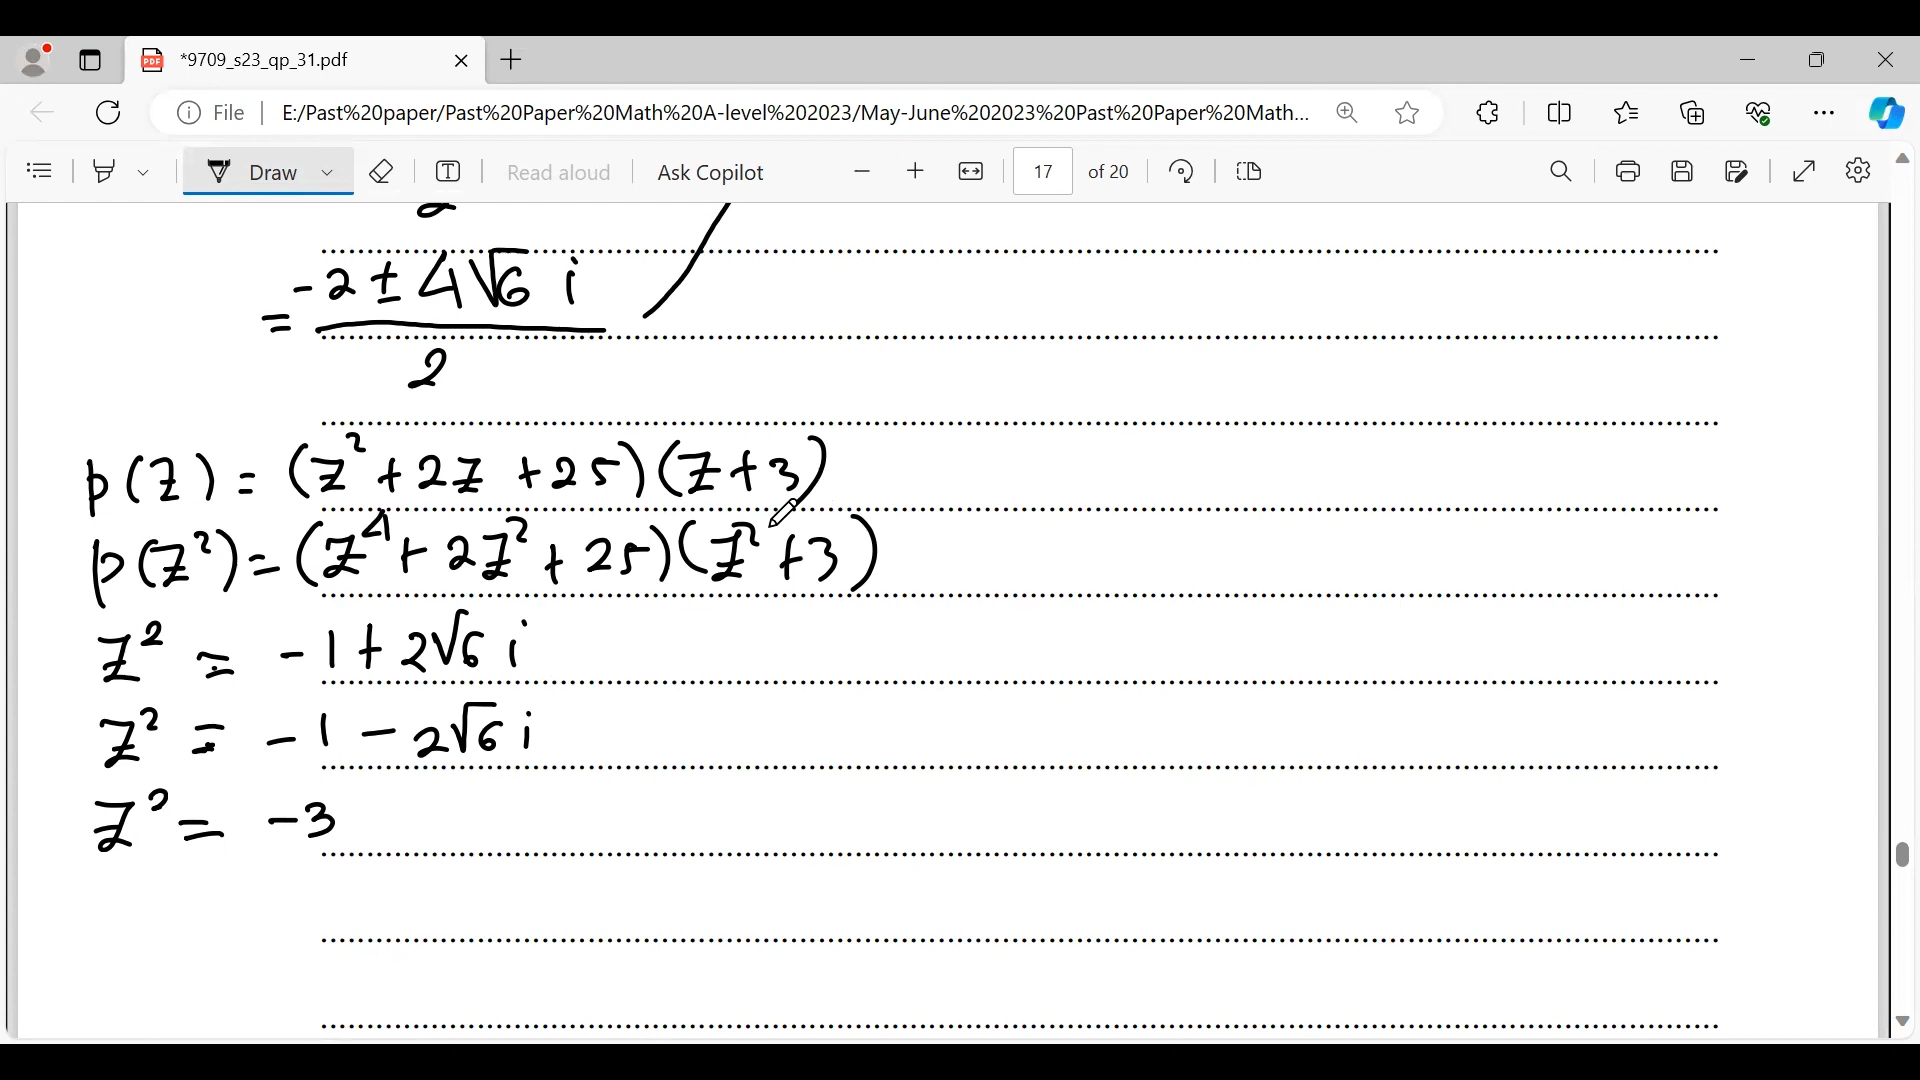 *9709_s23_qp_31.pdf
File
E:/Past%20paper/Past%20Paper%20Math%20A-level%202023/May-June%202023%20Past%20Paper%20Math...
Draw
Read aloud
Ask Copilot
17 of 20
2
= (-2 ± 4√6 i) / 2
p(z) = (z² + 2z + 25)(z + 3)
p(z²) = (z⁴ + 2z² + 25)(z² + 3)
z² = -1 + 2√6 i
z² = -1 - 2√6 i
z² = -3